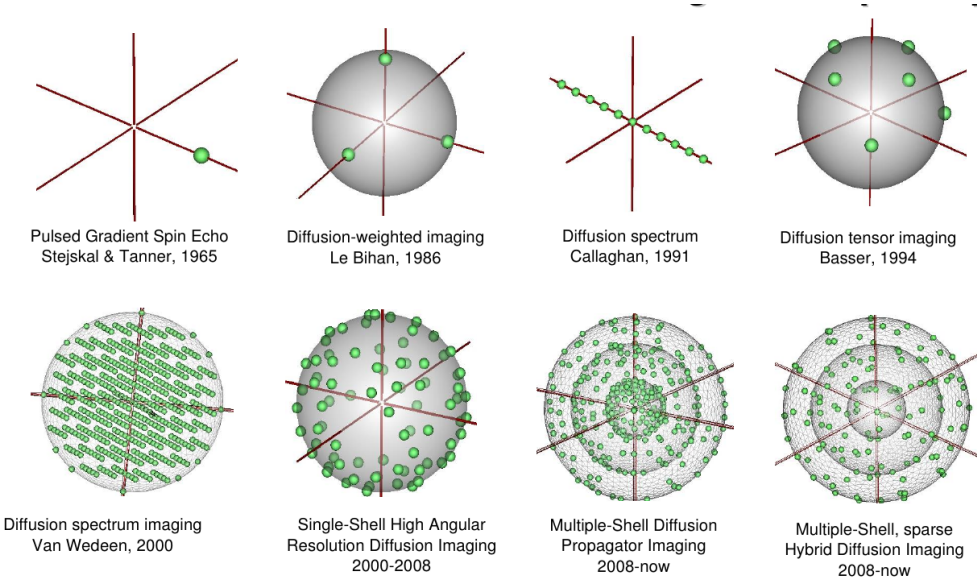 Pulsed Gradient Spin Echo
Stejskal & Tanner, 1965
Diffusion-weighted imaging
Le Bihan, 1986
Diffusion spectrum
Callaghan, 1991
Diffusion tensor imaging
Basser, 1994
Diffusion spectrum imaging
Van Wedeen, 2000
Single-Shell High Angular
Resolution Diffusion Imaging
2000-2008
Multiple-Shell Diffusion
Propagator Imaging
2008-now
Multiple-Shell, sparse
Hybrid Diffusion Imaging
2008-now